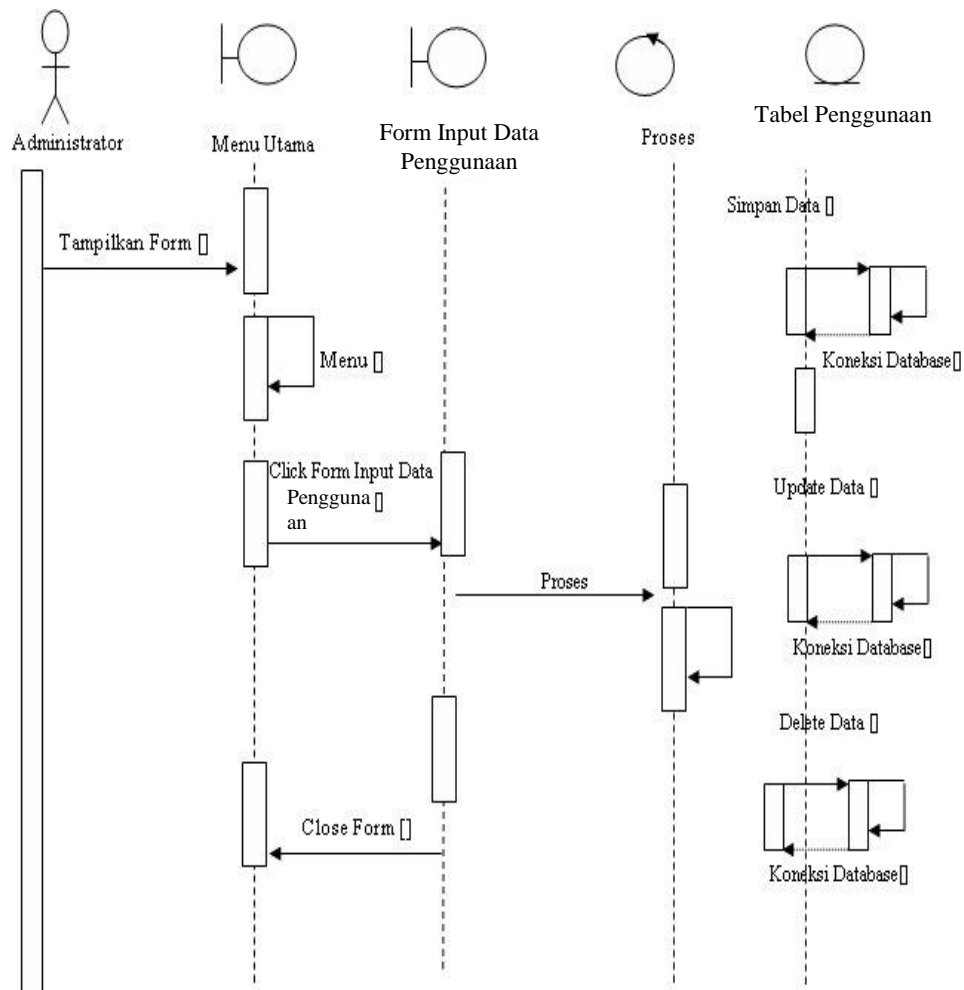 Administrator
Menu Utama
Form Input Data
Penggunaan
Proses
Tabel Penggunaan
Simpan Data []
Tampilkan Form []
Menu []
Koneksi Database[]
Click Form Input Data
Pengguna []
an
Update Data []
Proses
Koneksi Database[]
Delete Data []
Close Form []
Koneksi Database[]